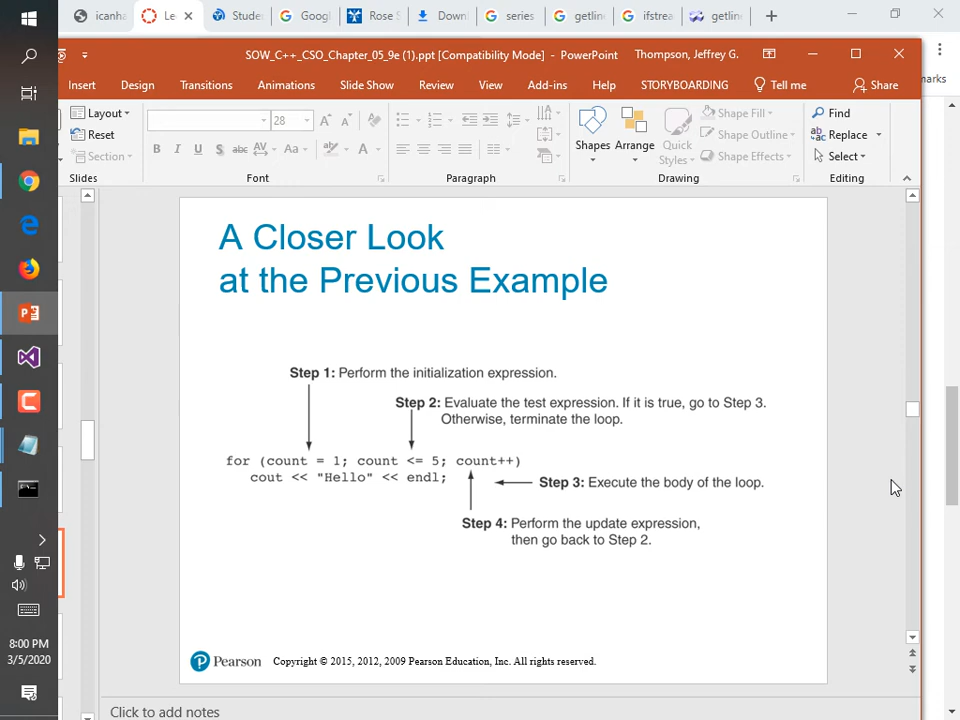 icanha
Le
Stude
Googl
Rose S
Downl
series
getline
ifstrea
getline
SOW_C++_CSO_Chapter_05_9e (1).ppt [Compatibility Mode] - PowerPoint
Thompson, Jeffrey G.
marks
Insert Design Transitions Animations Slide Show Review View Add-ins Help STORYBOARDING Tell me Share
Layout
Reset
Section
Slides
28
B I U S abc AV Aa A
Font
Paragraph
Shapes
Arrange
Quick
Styles
Shape Fill
Shape Outline
Shape Effects
Drawing
Find
Replace
Select
Editing
A Closer Look
at the Previous Example
Step 1: Perform the initialization expression.
Step 2: Evaluate the test expression. If it is true, go to Step 3.
Otherwise, terminate the loop.
for (count = 1; count <= 5; count++)
cout << "Hello" << endl;
Step 3: Execute the body of the loop.
Step 4: Perform the update expression,
then go back to Step 2.
Pearson
Copyright © 2015, 2012, 2009 Pearson Education, Inc. All rights reserved.
Click to add notes
8:00 PM
3/5/2020